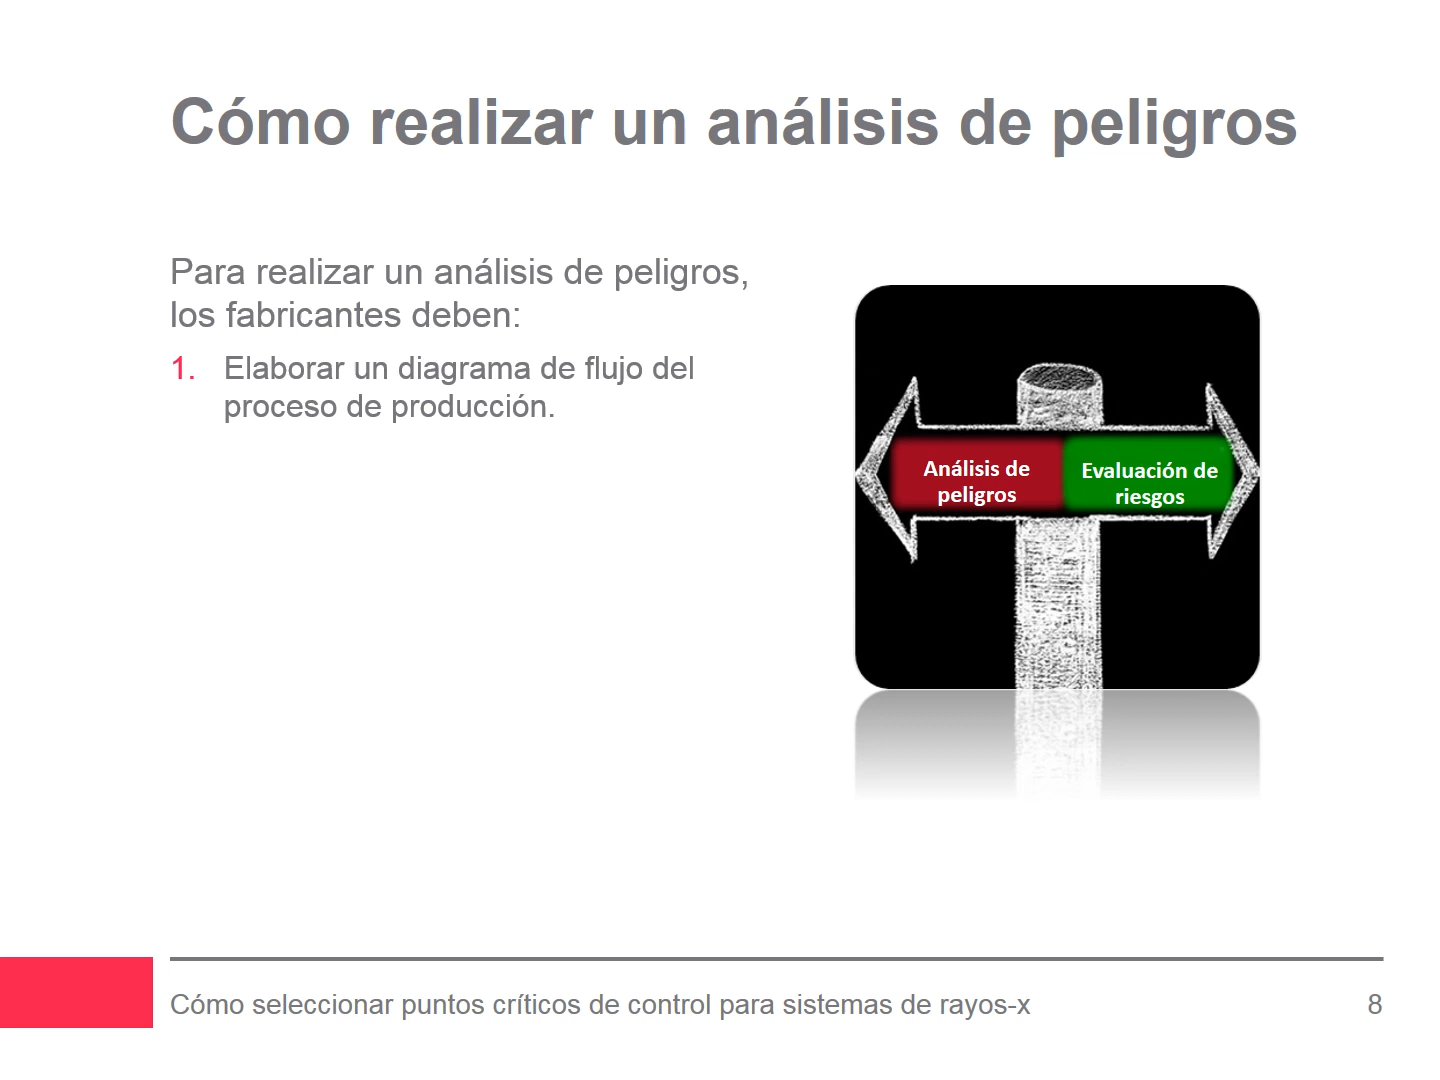 Cómo realizar un análisis de peligros
Para realizar un análisis de peligros,
los fabricantes deben:
1. Elaborar un diagrama de flujo del
proceso de producción.
Análisis de
peligros
Evaluación de
riesgos
Cómo seleccionar puntos críticos de control para sistemas de rayos-x
8